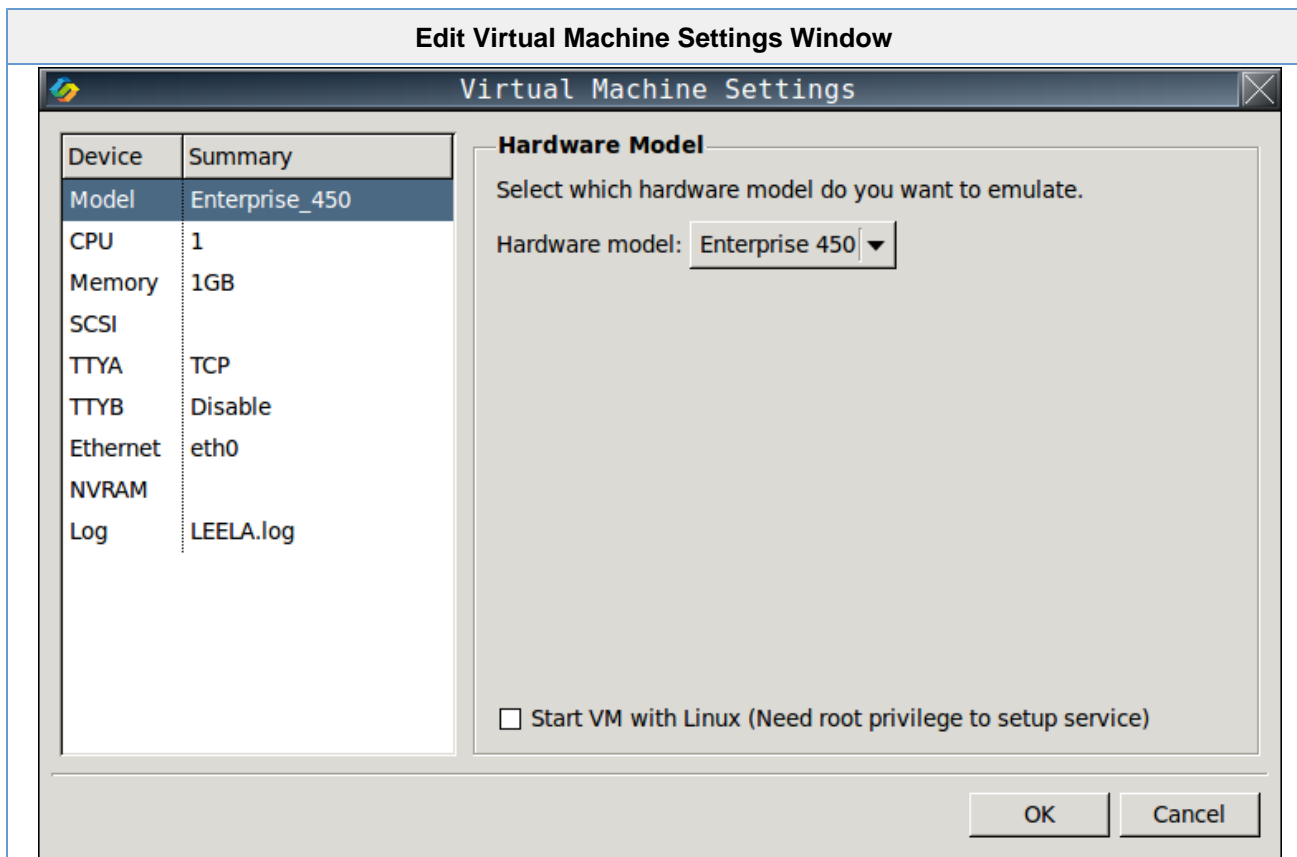 Edit Virtual Machine Settings Window
Virtual Machine Settings
Device Summary
Model Enterprise_450
CPU 1
Memory 1GB
SCSI
TTYA TCP
TTYB Disable
Ethernet eth0
NVRAM
Log LEELA.log
Hardware Model
Select which hardware model do you want to emulate.
Hardware model: Enterprise 450
Start VM with Linux (Need root privilege to setup service)
OK Cancel